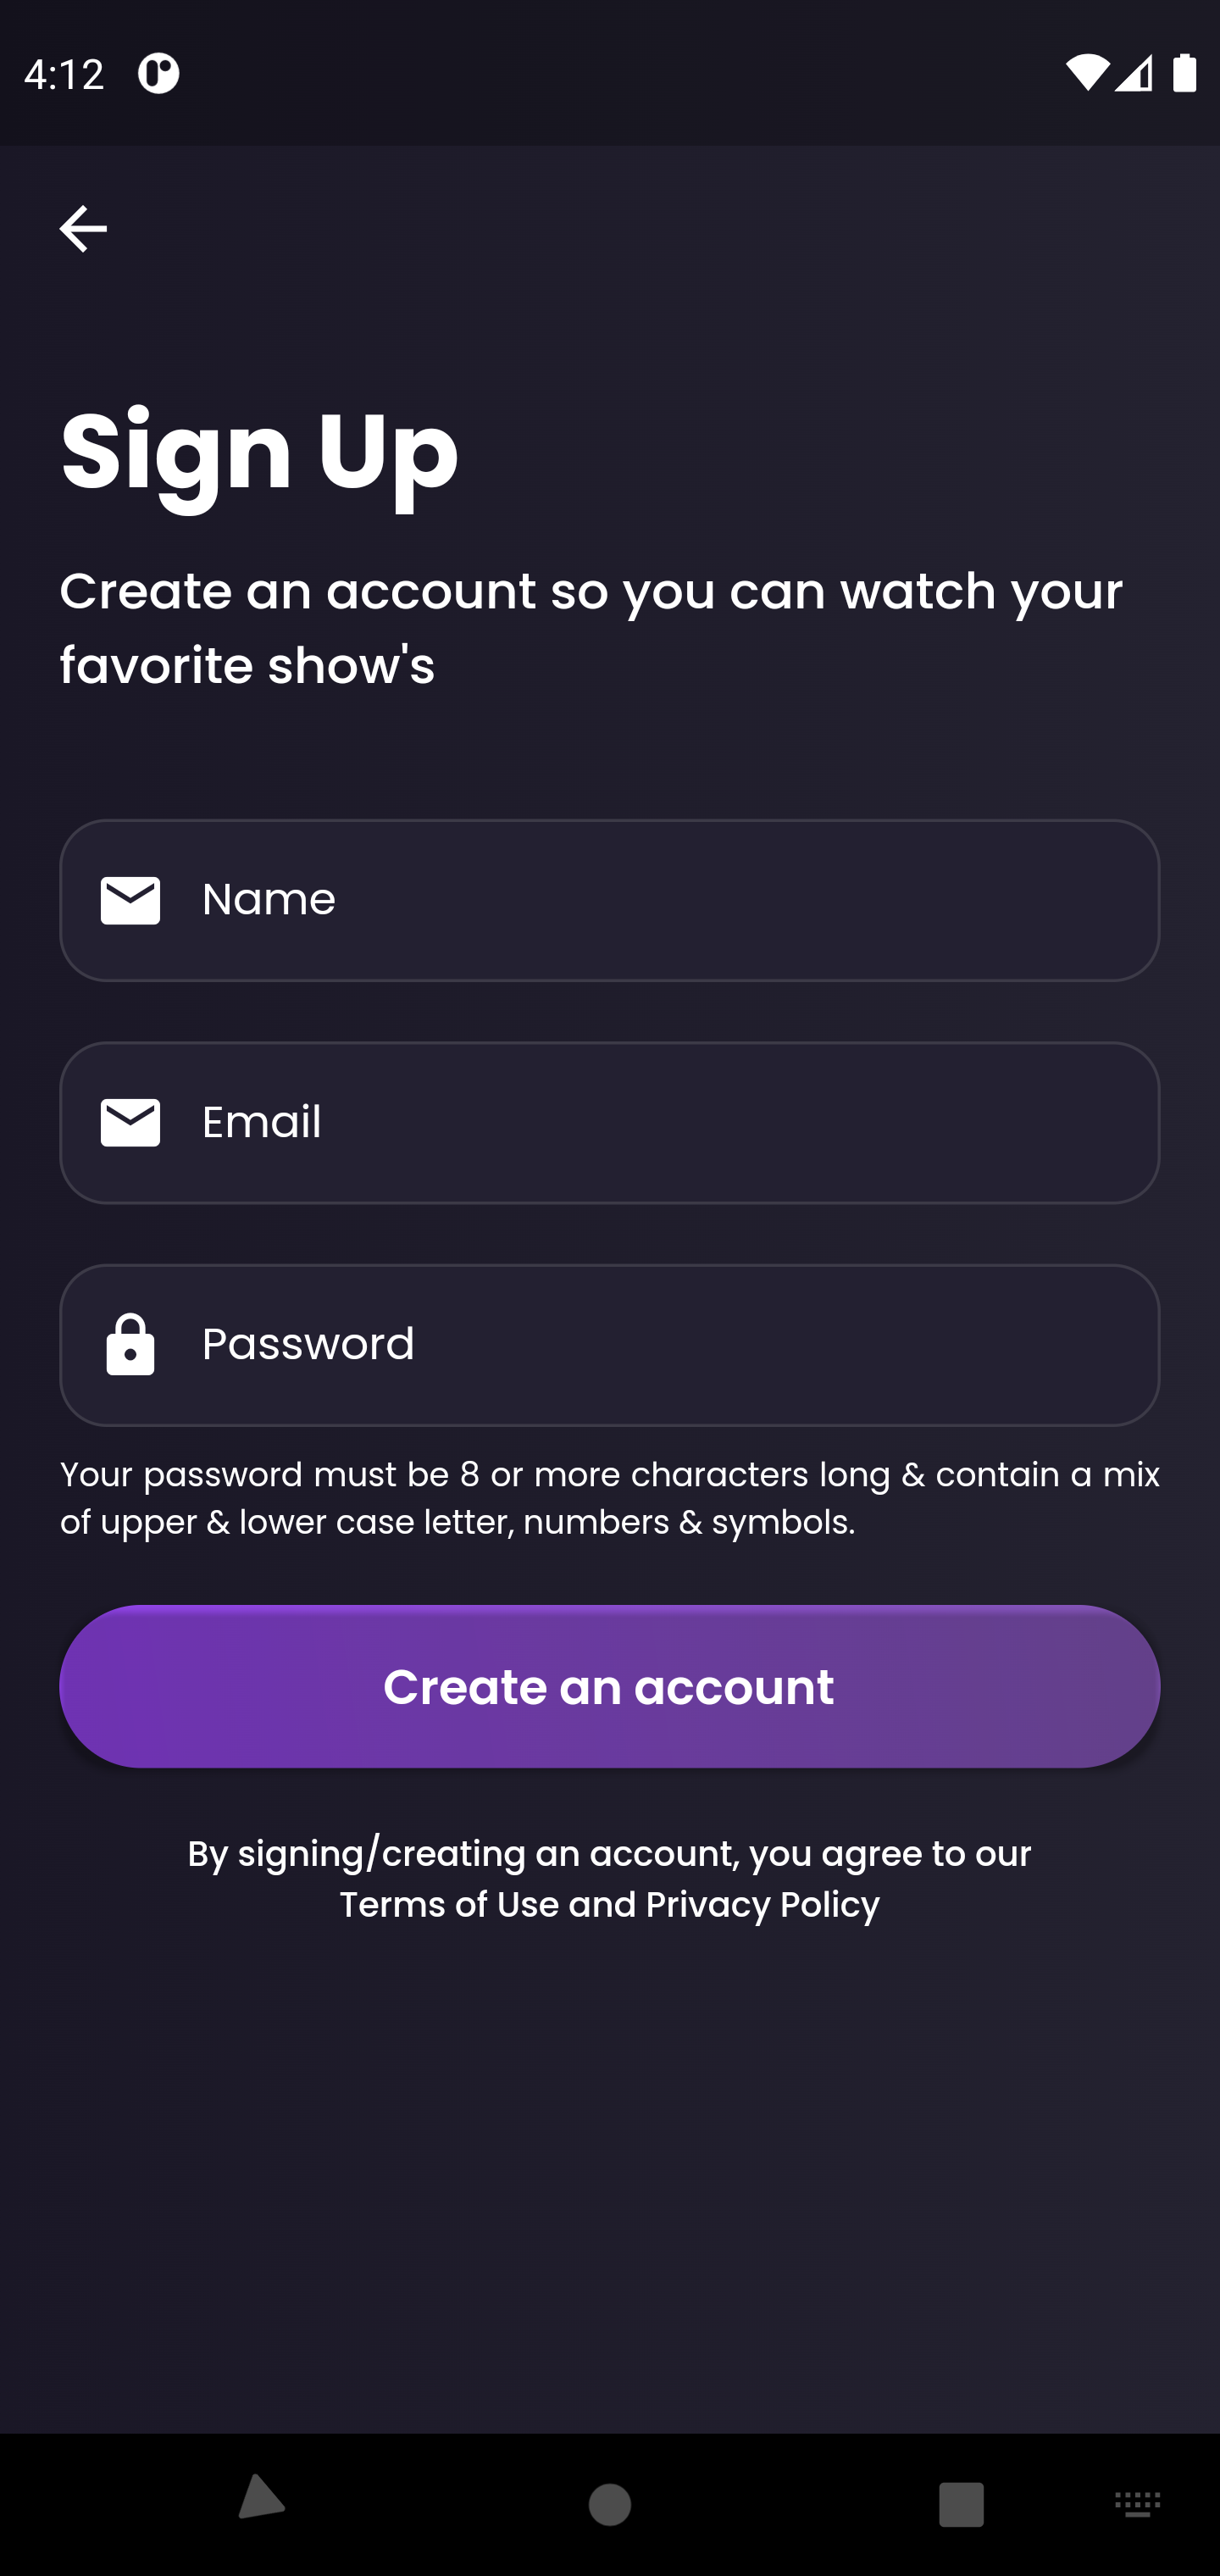 4:12
Sign Up
Create an account so you can watch your
favorite show's
Name
Email
Password
Your password must be 8 or more characters long & contain a mix
of upper & lower case letter, numbers & symbols.
Create an account
By signing/creating an account, you agree to our
Terms of Use and Privacy Policy